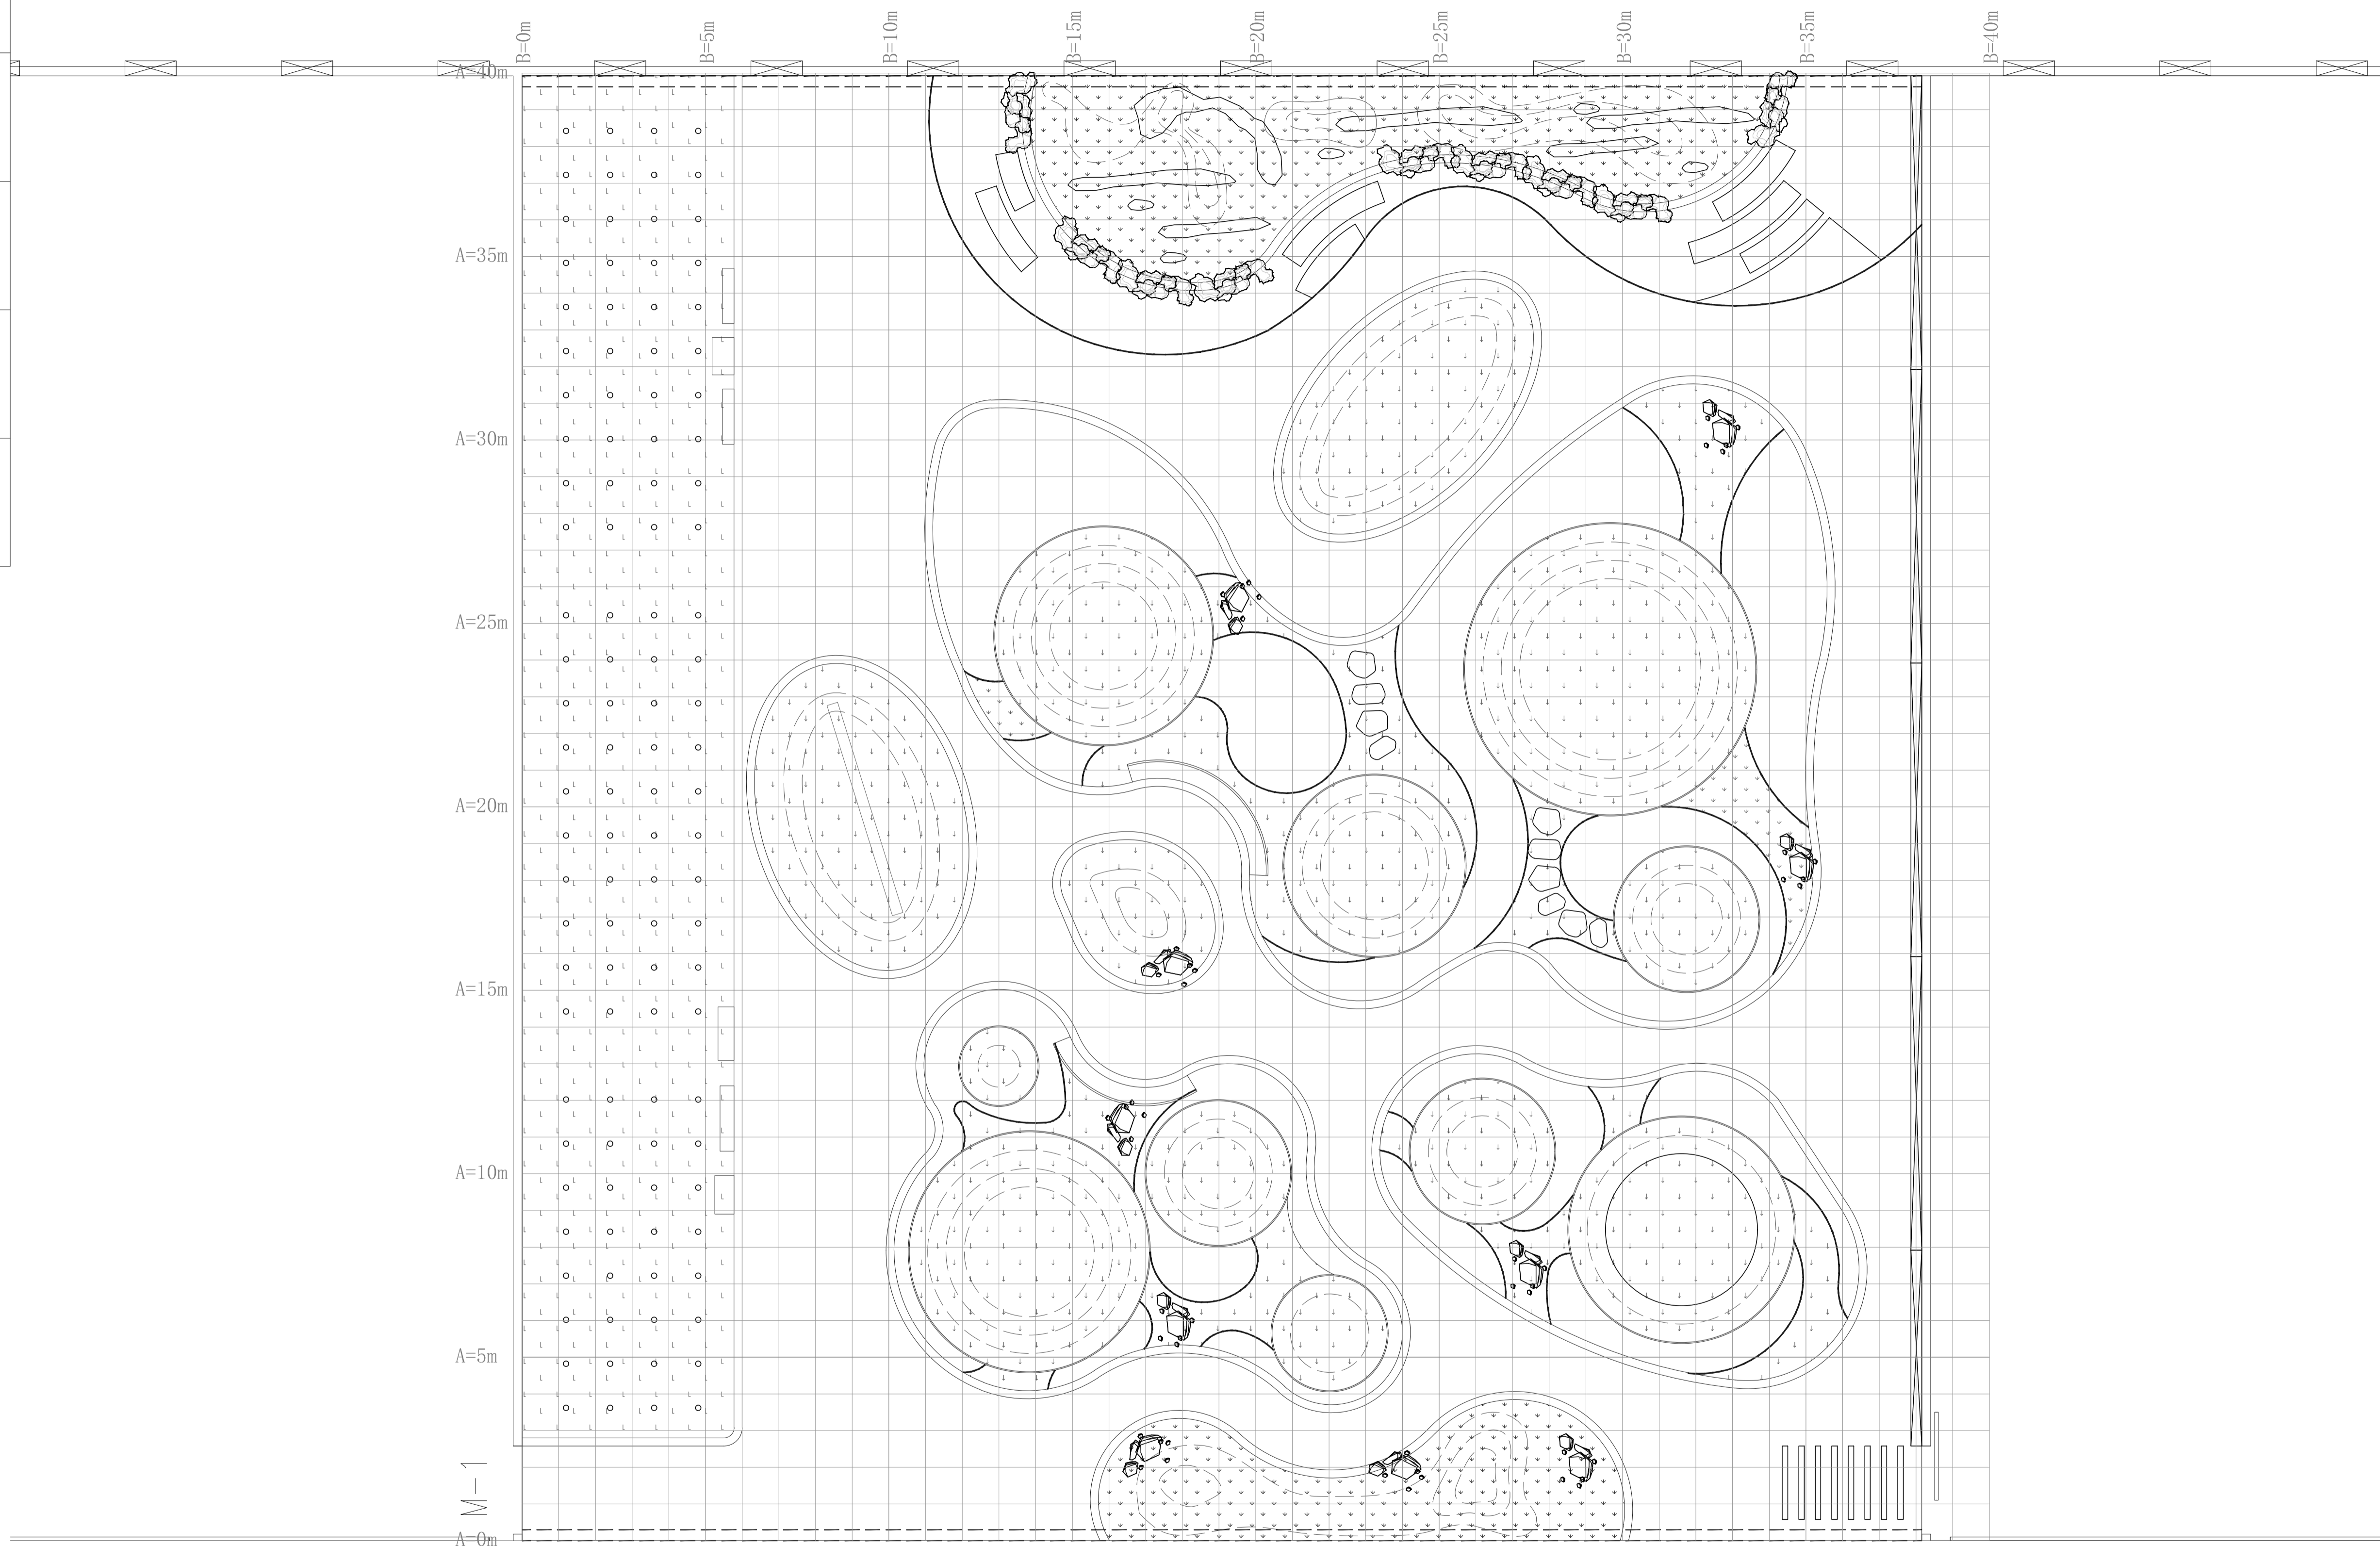 B=0m
B=5m
B=10m
B=15m
B=20m
B=25m
B=30m
B=35m
B=40m
A=40m
A=35m
A=30m
A=25m
A=20m
A=15m
A=10m
A=5m
M-1
A=0m